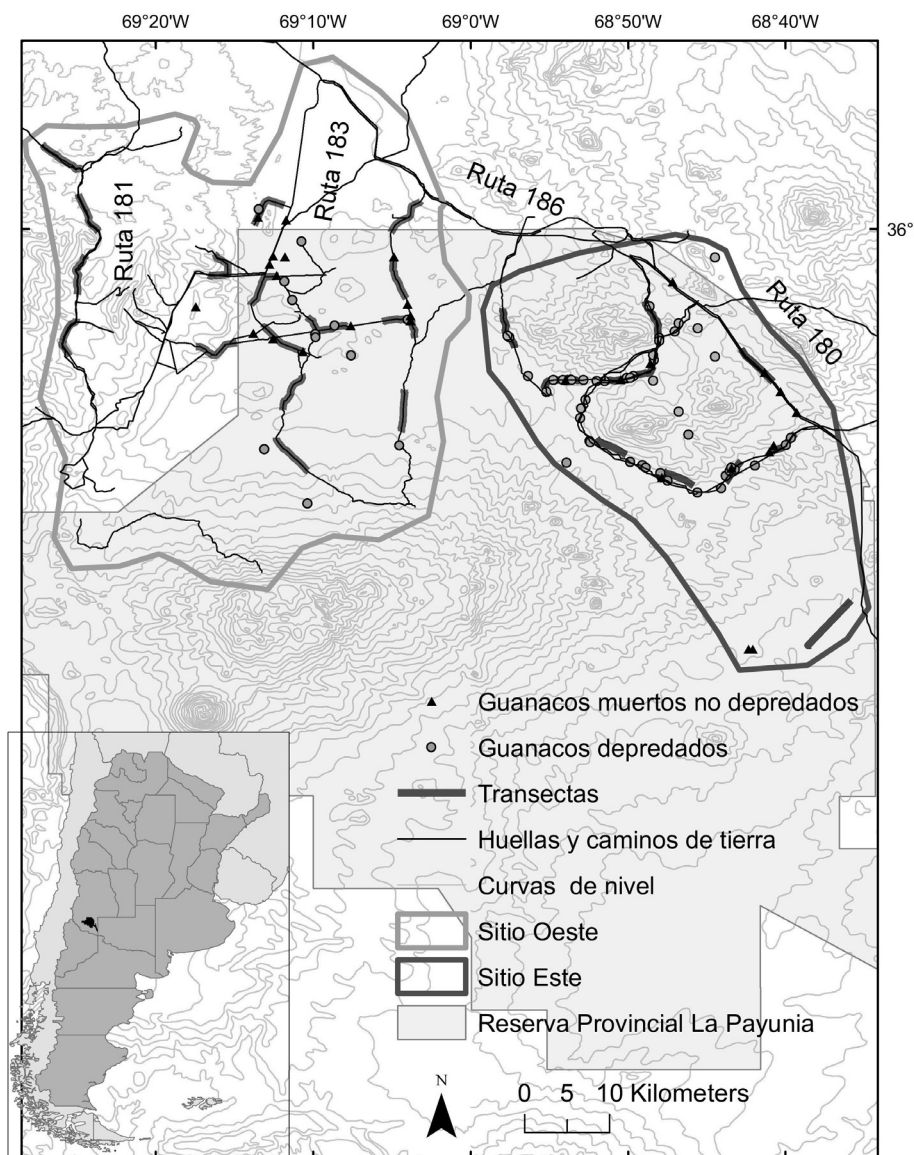 69°20'W 69°10'W 69°0'W 68°50'W 68°40'W
Ruta 181
Ruta 183
Ruta 186
36°
Ruta 180
Guanacos muertos no depredados
Guanacos depredados
Transectas
Huellas y caminos de tierra
Curvas de nivel
Sitio Oeste
Sitio Este
Reserva Provincial La Payunia
N
0 5 10 Kilometers